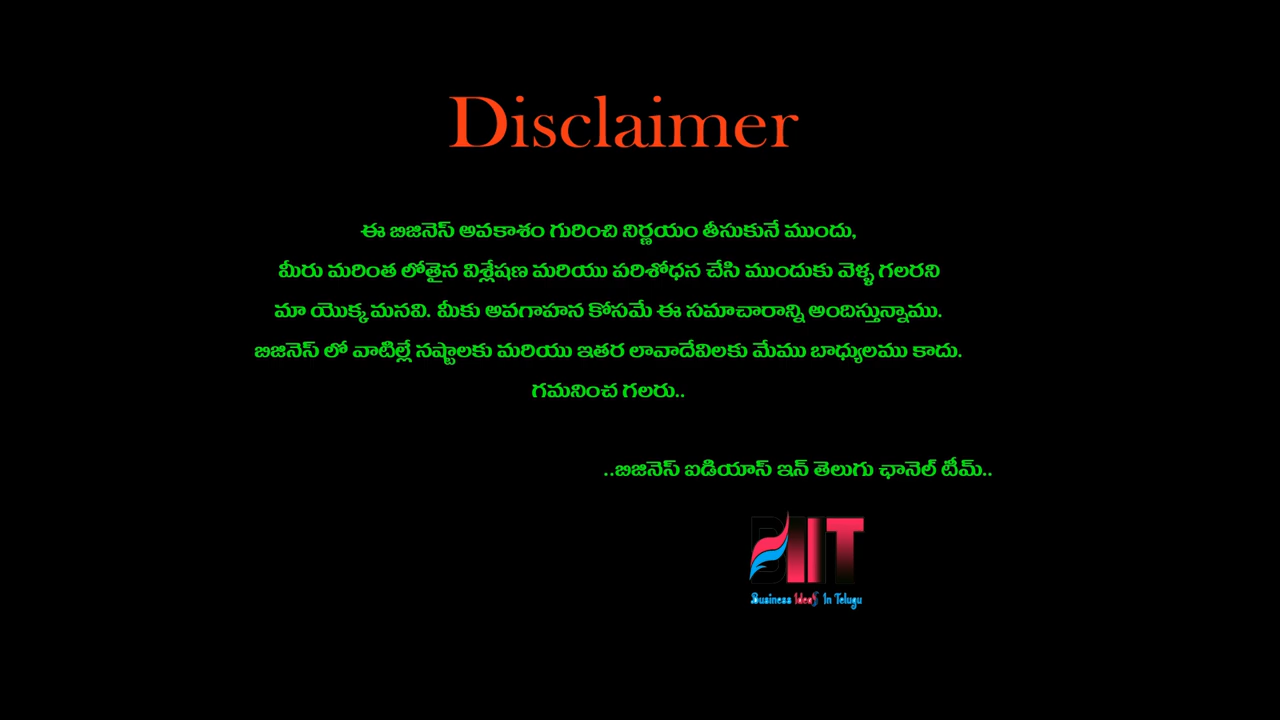 Disclaimer
ఈ బిజినెస్ అవకాశం గురించి నిర్ణయం తీసుకునే ముందు,
మీరు మరింత లోతైన విశ్లేషణ మరియు పరిశోధన చేసి ముందుకు వెళ్ళ గలరని
మా యొక్క మనవి. మీకు అవగాహన కోసమే ఈ సమాచారాన్ని అందిస్తున్నాము.
బిజినెస్ లో వాటిల్లే నష్టాలకు మరియు ఇతర లావాదేవిలకు మేము బాధ్యులము కాదు.
గమనించ గలరు..
..బిజినెస్ ఐడియాస్ ఇన్ తెలుగు ఛానెల్ టీమ్..
BIIT
Business Ideas In Telugu